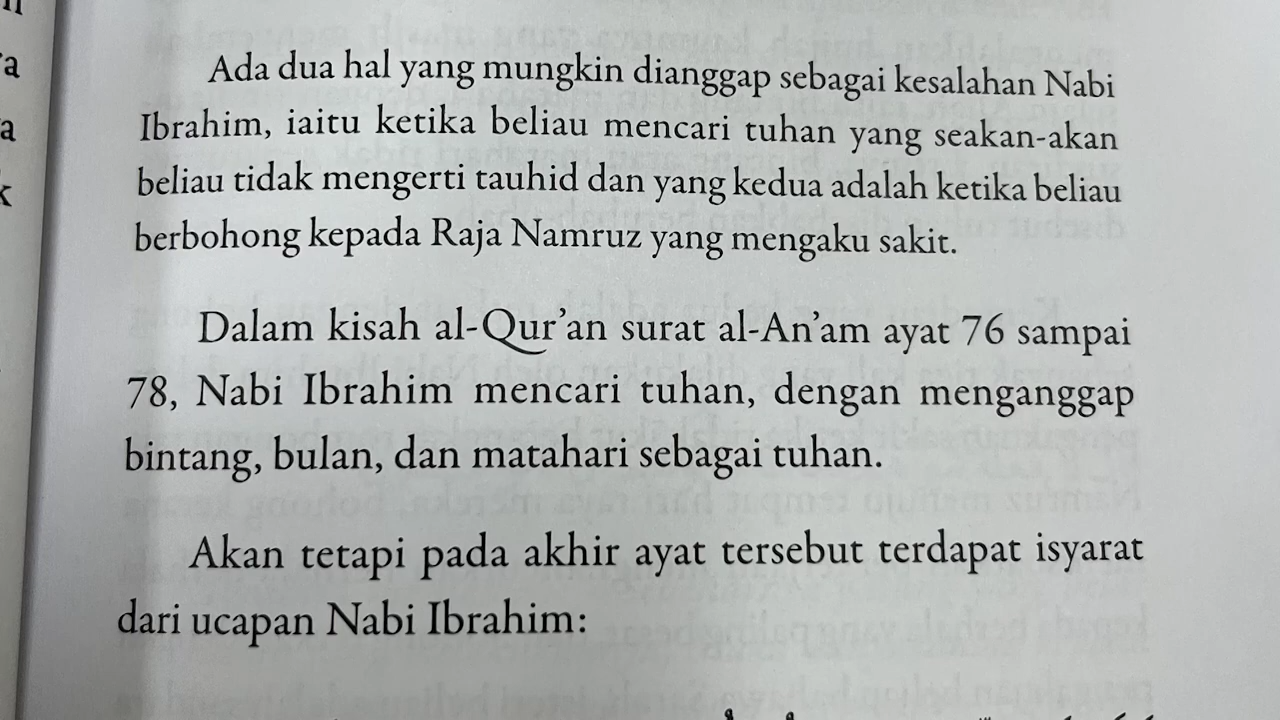 Ada dua hal yang mungkin dianggap sebagai kesalahan Nabi
Ibrahim, iaitu ketika beliau mencari tuhan yang seakan-akan
beliau tidak mengerti tauhid dan yang kedua adalah ketika beliau
berbohong kepada Raja Namruz yang mengaku sakit.
Dalam kisah al-Qur’an surat al-An’am ayat 76 sampai
78, Nabi Ibrahim mencari tuhan, dengan menganggap
bintang, bulan, dan matahari sebagai tuhan.
Akan tetapi pada akhir ayat tersebut terdapat isyarat
dari ucapan Nabi Ibrahim: